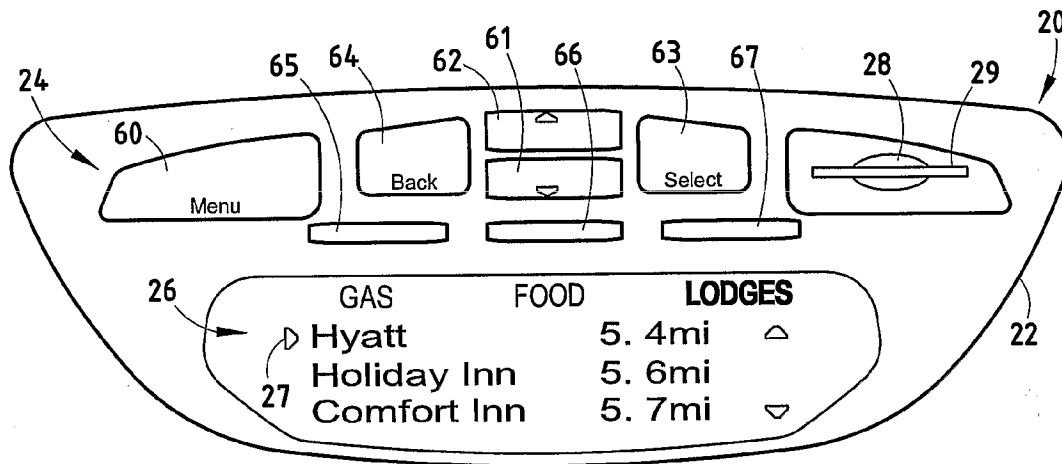 20
61
64 62 66 67 28
65 63 29
24
60
Back Select
Menu
26 GAS FOOD LODGES
Hyatt 5. 4mi
22
Holiday Inn 5. 6mi
27
Comfort Inn 5. 7mi